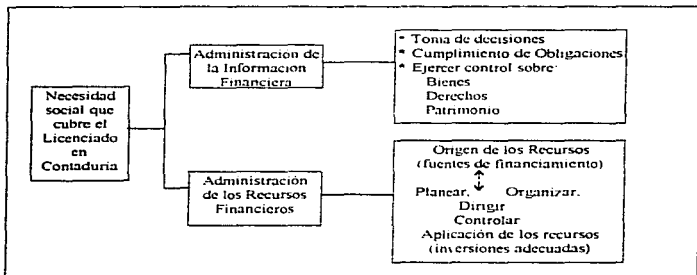 Necesidad
social que
cubre el
Licenciado
en
Contaduría
Administración de
la Información
Financiera
* Toma de decisiones
* Cumplimiento de Obligaciones
* Ejercer control sobre:
Bienes
Derechos
Patrimonio
Administración
de los Recursos
Financieros
Origen de los Recursos
(fuentes de financiamiento)
Planear, Organizar,
Dirigir
Controlar
Aplicación de los recursos
(inversiones adecuadas)